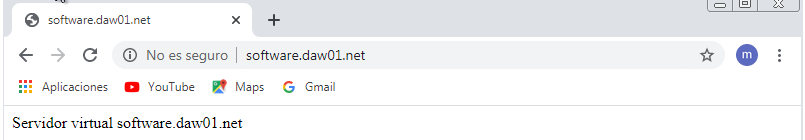 software.daw01.net
No es seguro software.daw01.net m
Aplicaciones YouTube Maps Gmail
Servidor virtual software.daw01.net